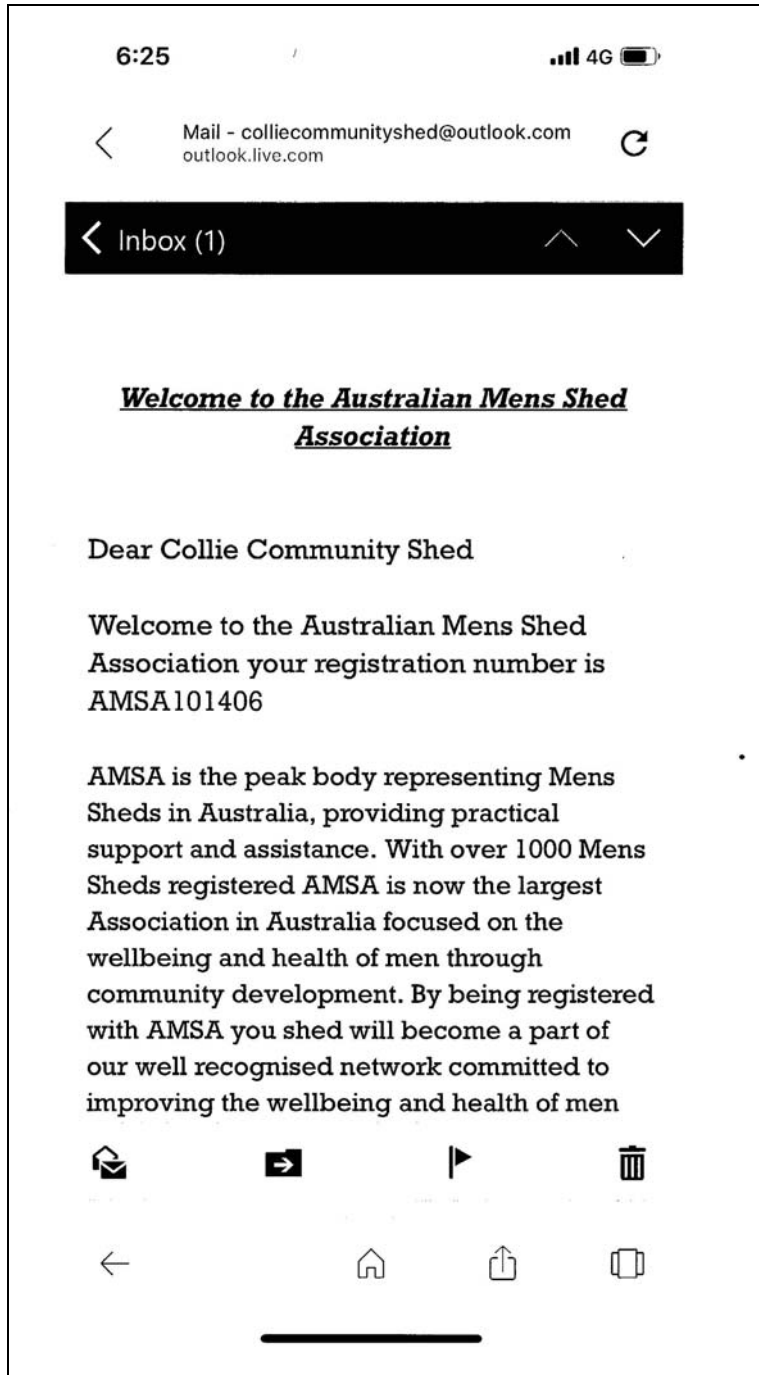 6:25
4G
Mail - colliecommunityshed@outlook.com
outlook.live.com
Inbox (1)
Welcome to the Australian Mens Shed
Association
Dear Collie Community Shed
Welcome to the Australian Mens Shed
Association your registration number is
AMSA101406
AMSA is the peak body representing Mens
Sheds in Australia, providing practical
support and assistance. With over 1000 Mens
Sheds registered AMSA is now the largest
Association in Australia focused on the
wellbeing and health of men through
community development. By being registered
with AMSA you shed will become a part of
our well recognised network committed to
improving the wellbeing and health of men